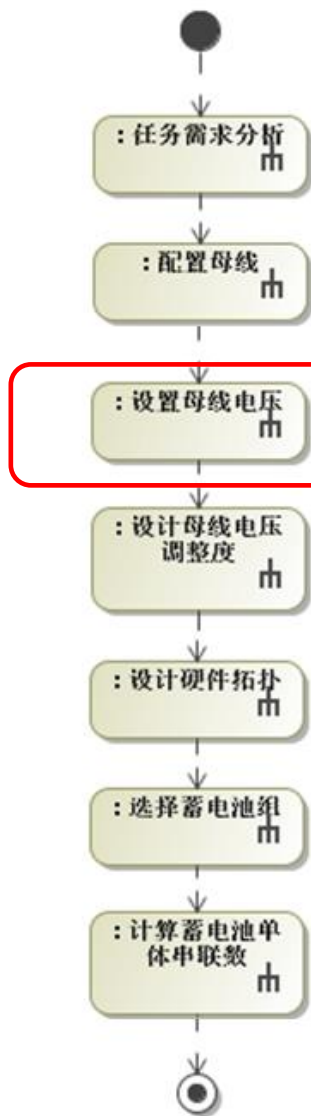 ：任务需求分析
：配置母线
：设置母线电压
：设计母线电压
调整度
：设计硬件拓扑
：选择蓄电池组
：计算蓄电池单
体串联数